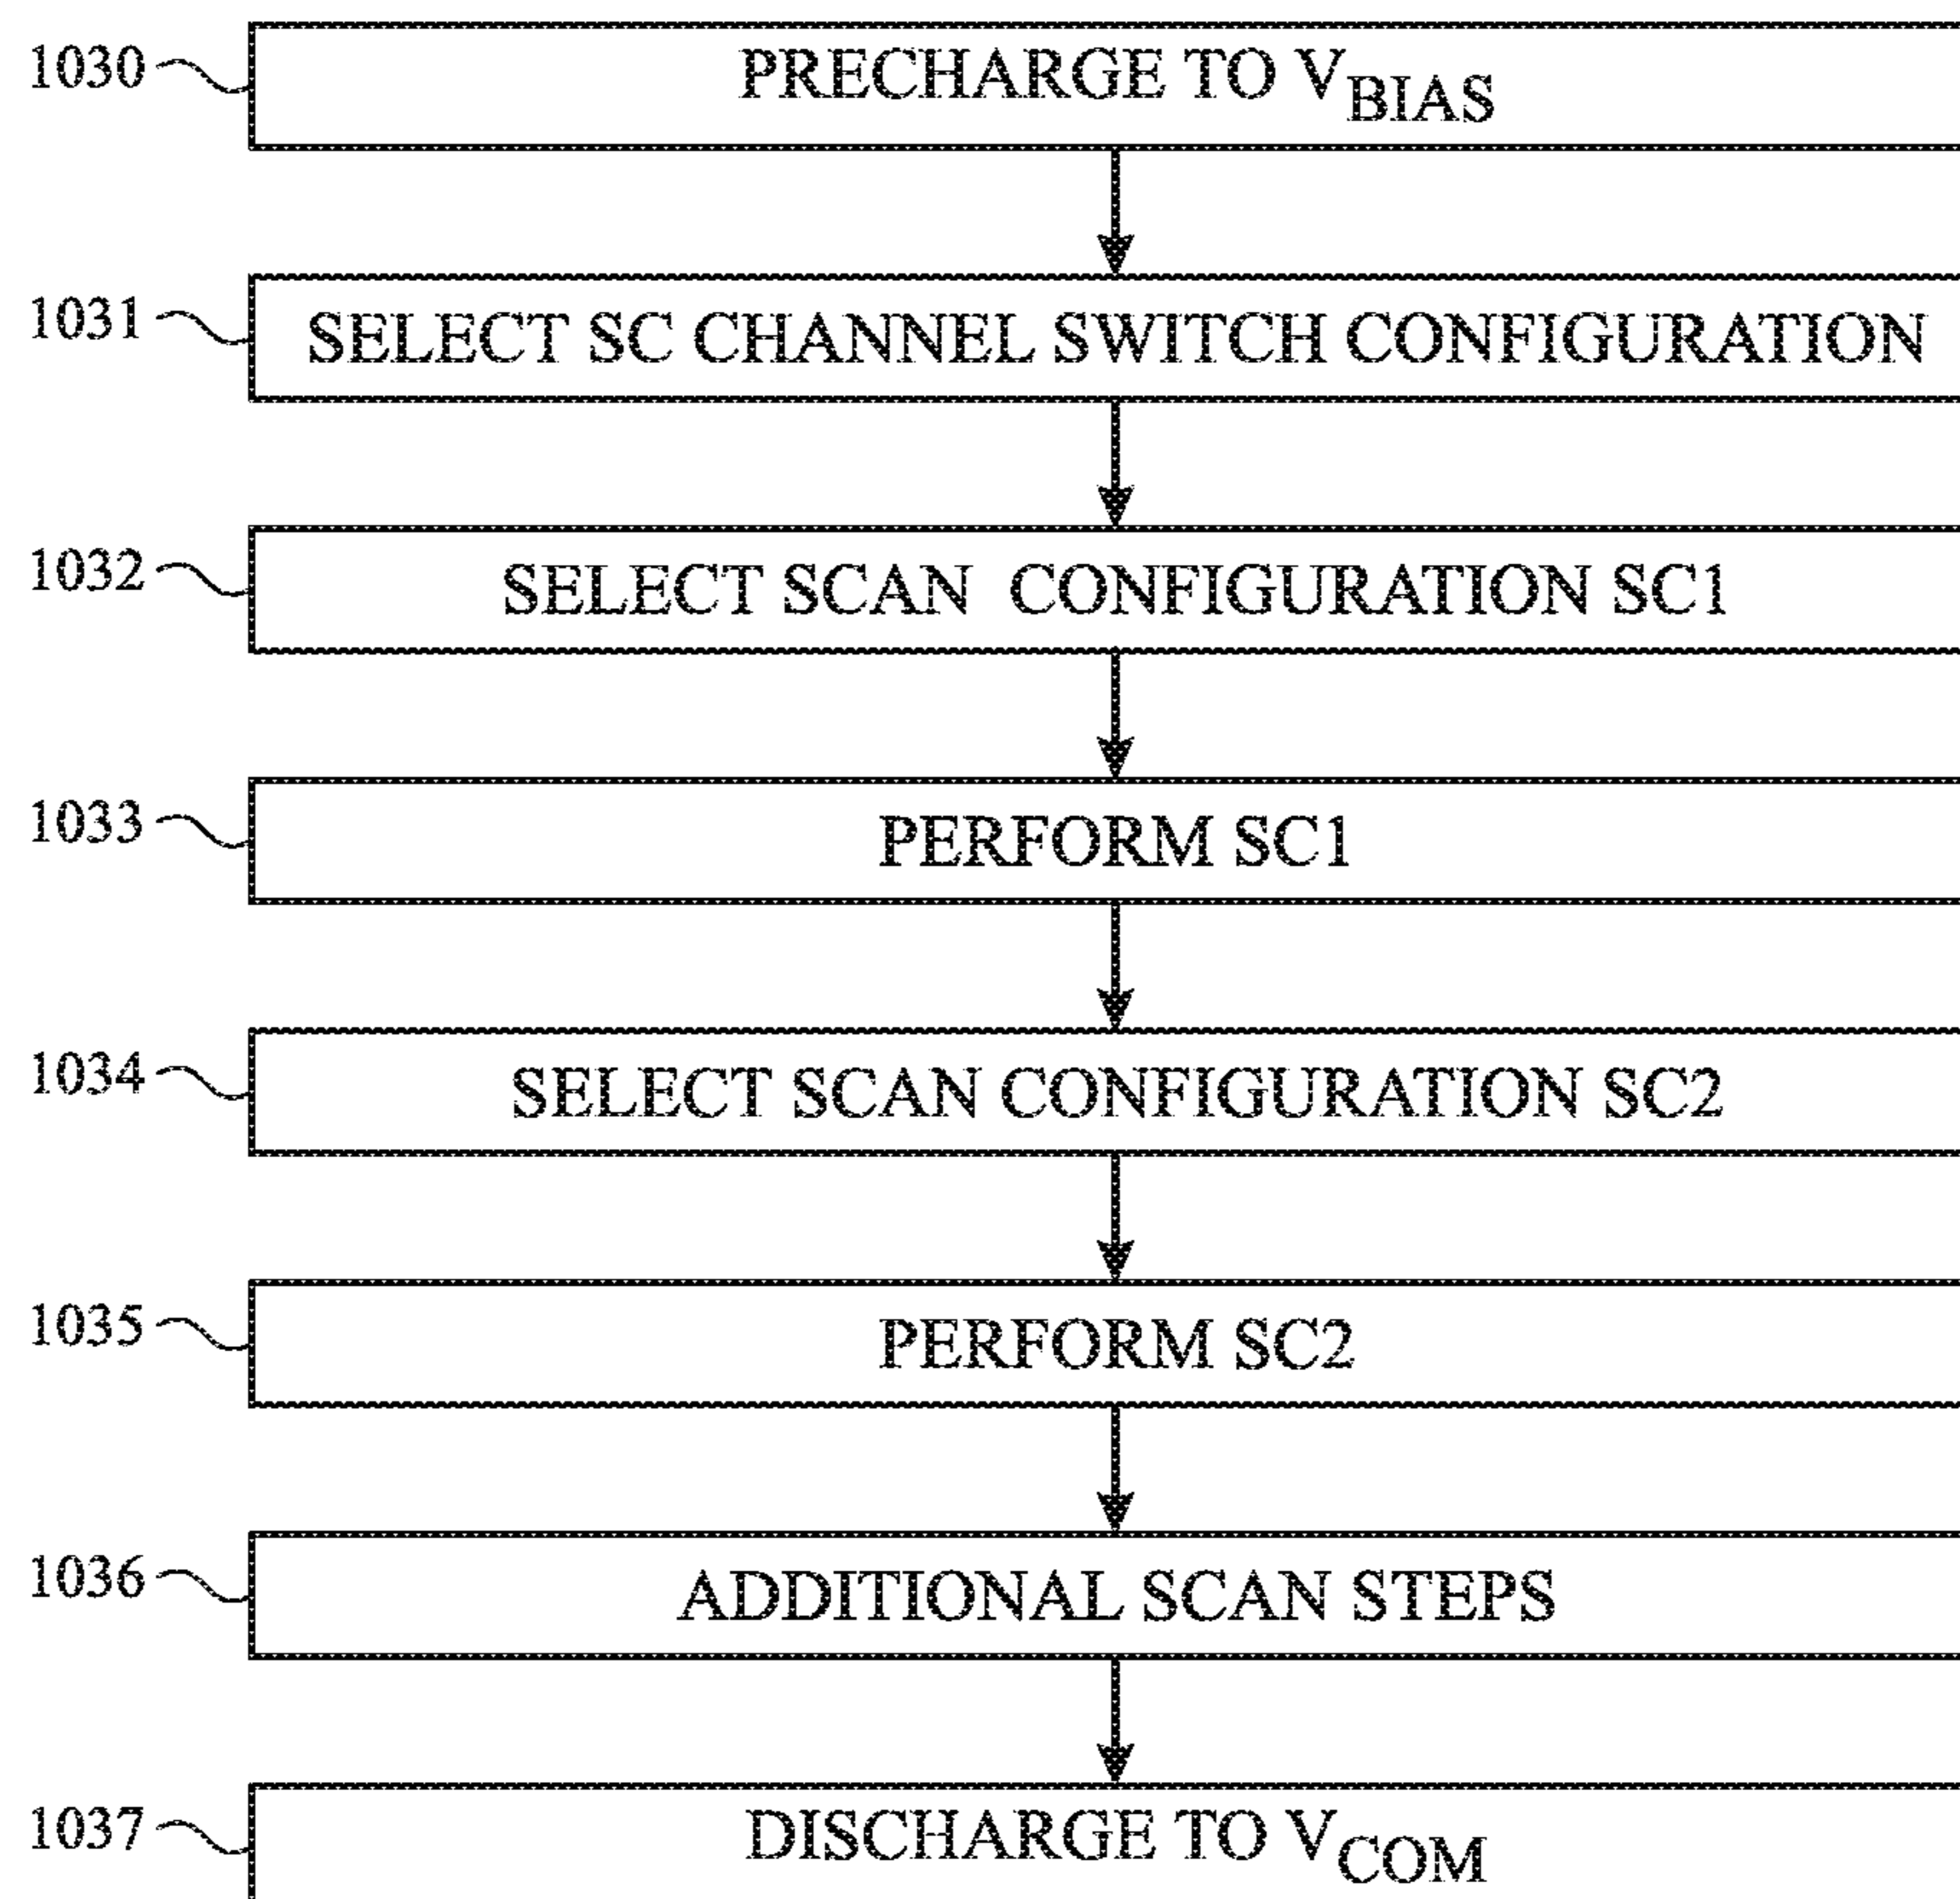 1030 PRECHARGE TO VBIAS
1031 SELECT SC CHANNEL SWITCH CONFIGURATION
1032 SELECT SCAN CONFIGURATION SC1
1033 PERFORM SC1
1034 SELECT SCAN CONFIGURATION SC2
1035 PERFORM SC2
1036 ADDITIONAL SCAN STEPS
1037 DISCHARGE TO VCOM